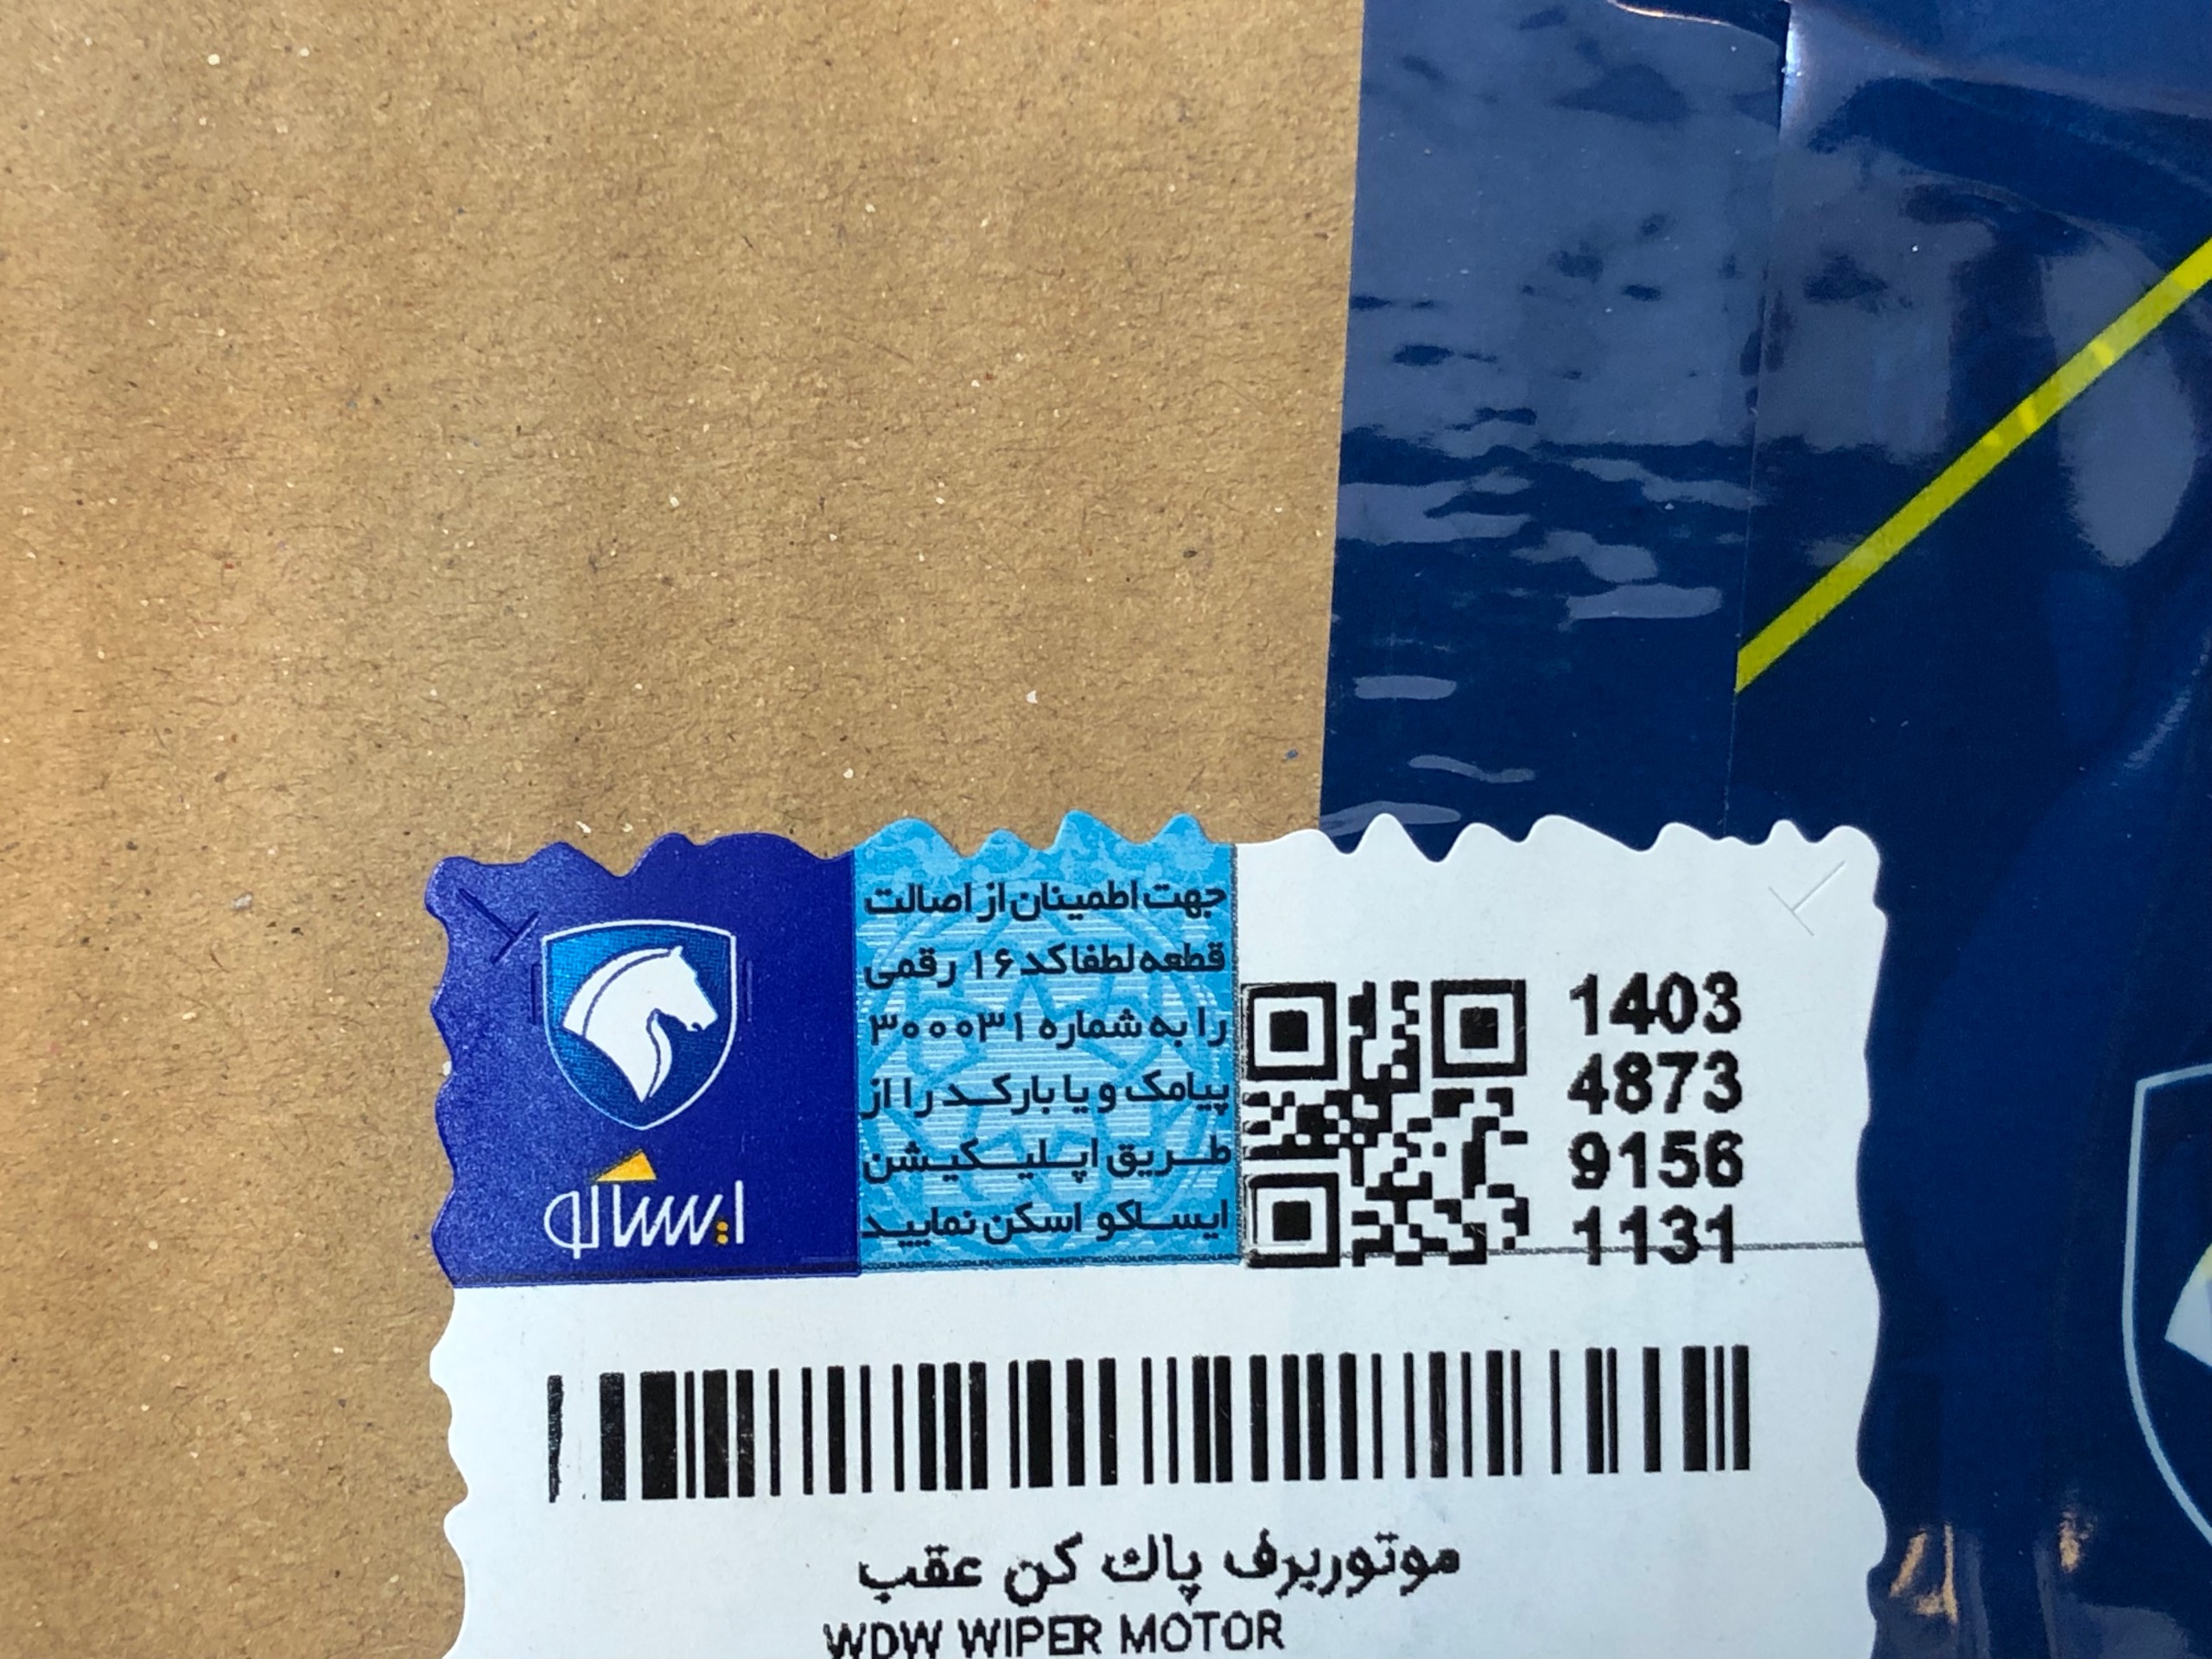 جهت اطمینان از اصالت
قطعه لطفا کد ۱۶ رقمی
را به شماره ۳۰۰۰۳۱
پیامک و یا بارکد را از
طریق اپلیکیشن
ایساکو اسکن نمایید
ایساکو
1403
4873
9156
1131
موتوربرف پاك كن عقب
WDW WIPER MOTOR